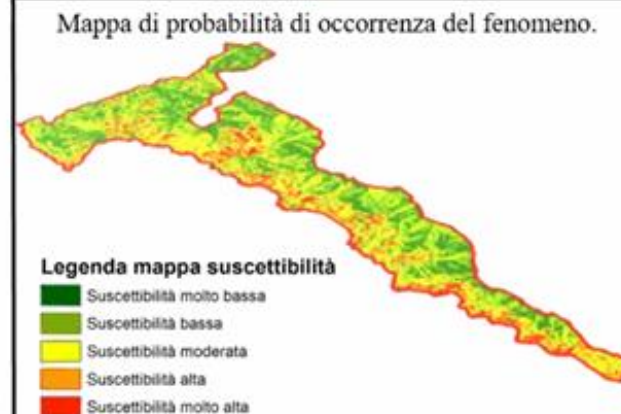 Mappa di probabilità di occorrenza del fenomeno.
Legenda mappa suscettibilità
Suscettibilità molto bassa
Suscettibilità bassa
Suscettibilità moderata
Suscettibilità alta
Suscettibilità molto alta